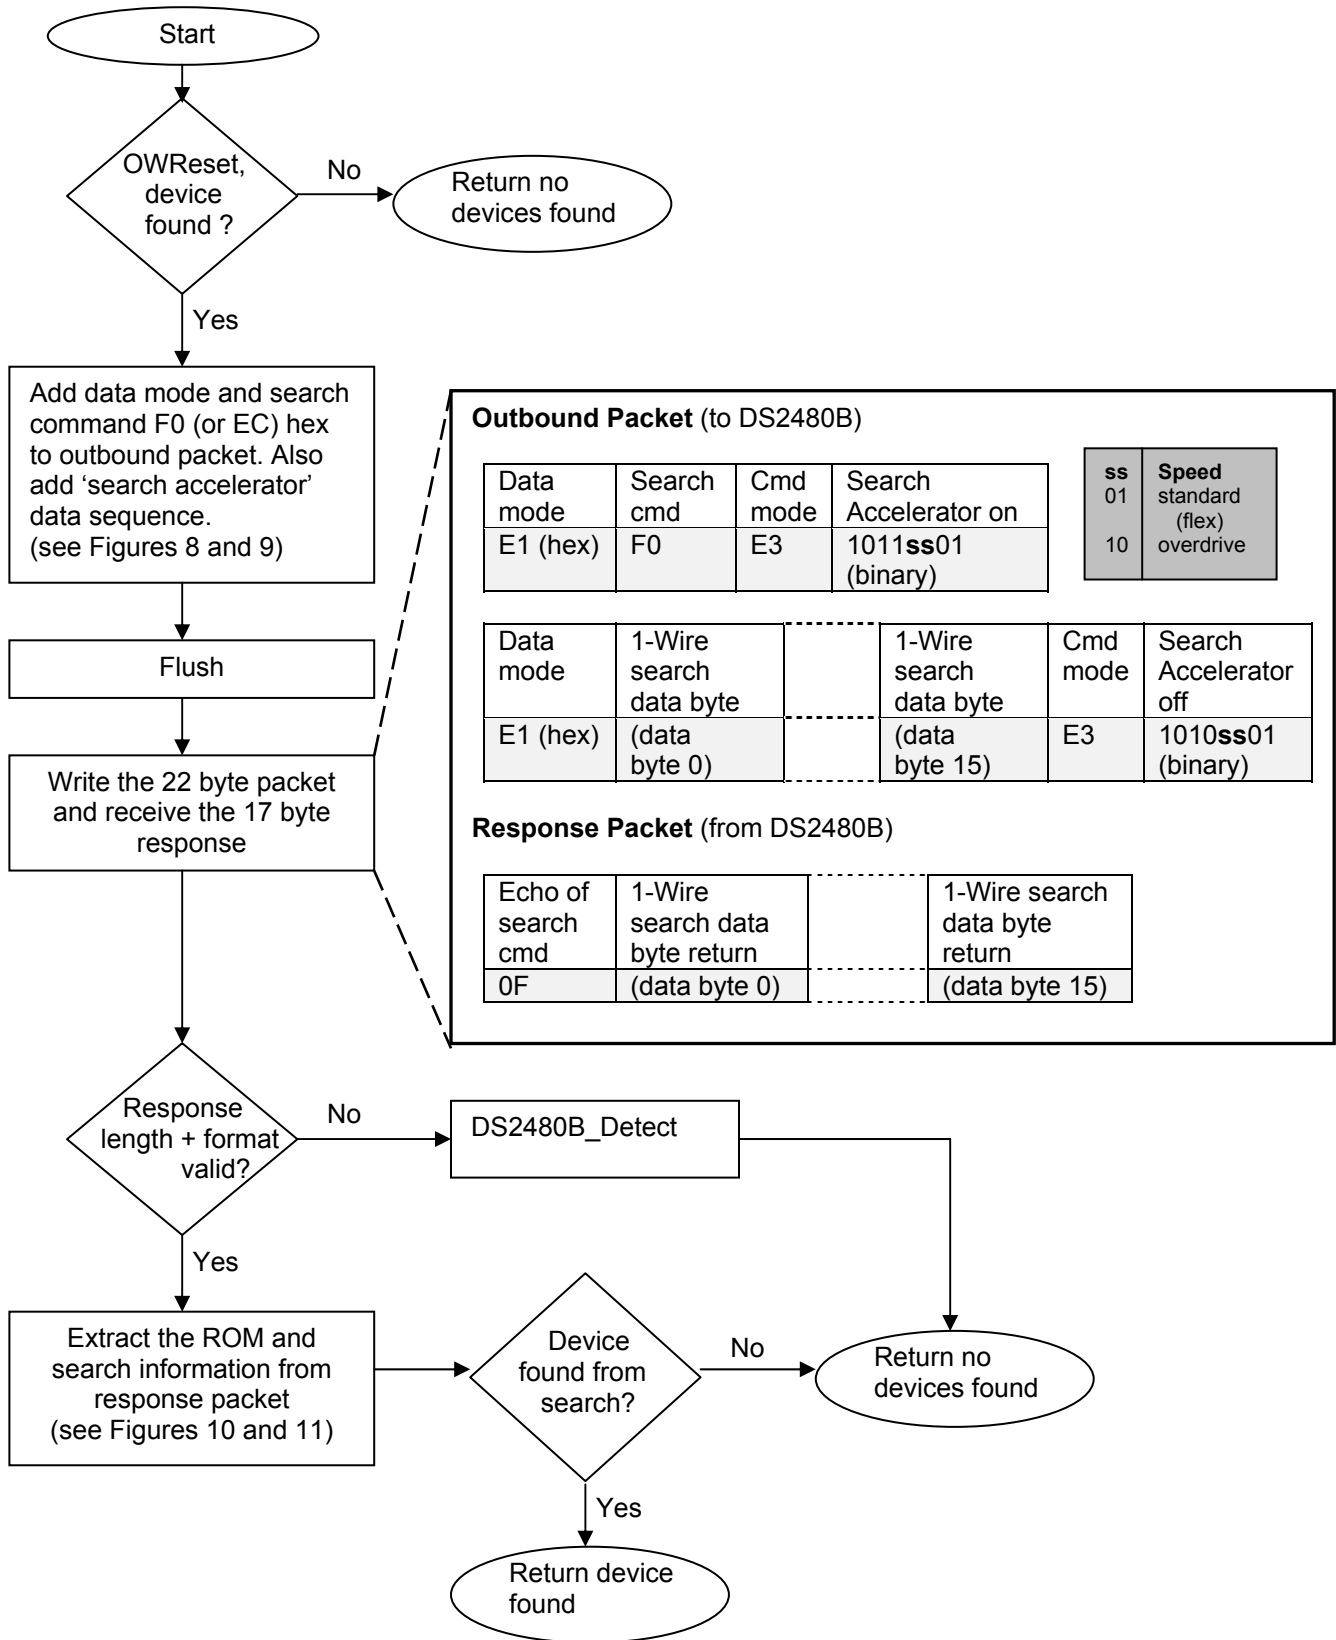 Start
OWReset,
device
found ?
No
Return no
devices found
Yes
Add data mode and search
command F0 (or EC) hex
to outbound packet. Also
add ‘search accelerator’
data sequence.
(see Figures 8 and 9)
Flush
Write the 22 byte packet
and receive the 17 byte
response
Outbound Packet (to DS2480B)
Data
mode
Search
cmd
Cmd
mode
Search
Accelerator on
E1 (hex)
F0
E3
1011ss01
(binary)
ss Speed
01 standard
(flex)
10 overdrive
Data
mode
1-Wire
search
data byte
1-Wire
search
data byte
Cmd
mode
Search
Accelerator
off
E1 (hex)
(data
byte 0)
(data
byte 15)
E3
1010ss01
(binary)
Response Packet (from DS2480B)
Echo of
search
cmd
1-Wire
search data
byte return
1-Wire search
data byte
return
0F
(data byte 0)
(data byte 15)
Response
length + format
valid?
No
DS2480B_Detect
Yes
Extract the ROM and
search information from
response packet
(see Figures 10 and 11)
Device
found from
search?
No
Return no
devices found
Yes
Return device
found